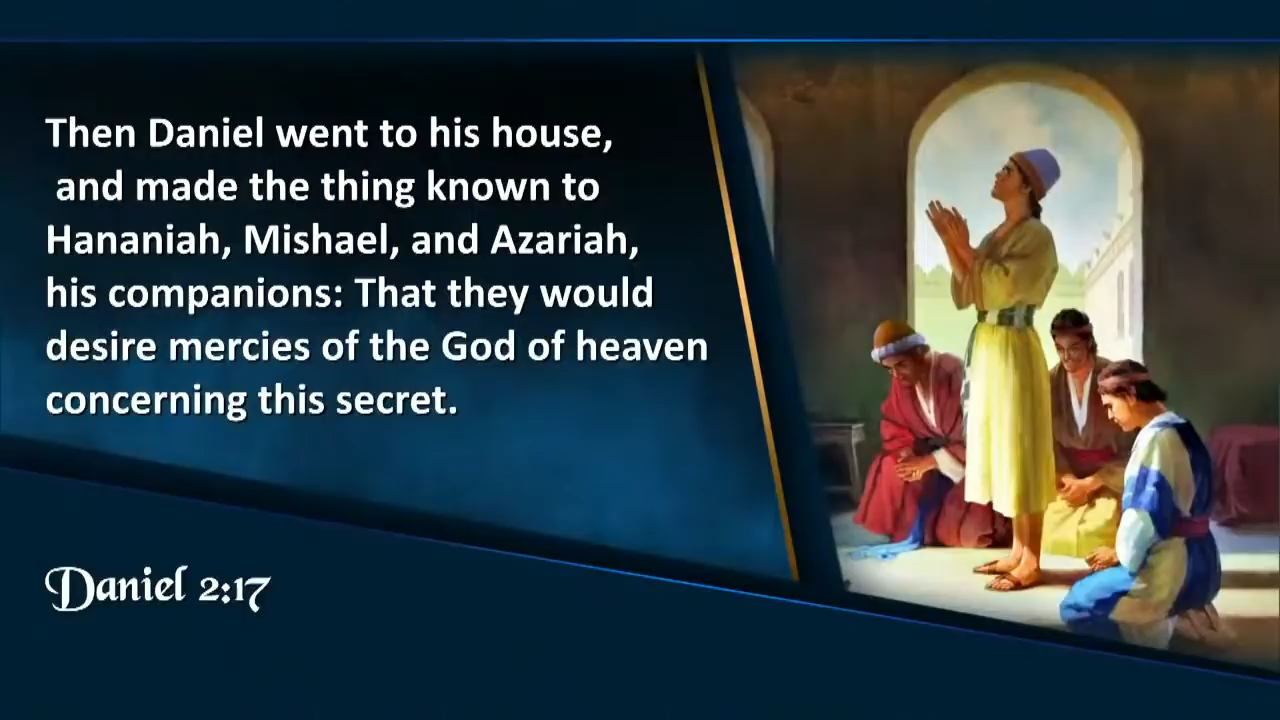 Then Daniel went to his house,
and made the thing known to
Hananiah, Mishael, and Azariah,
his companions: That they would
desire mercies of the God of heaven
concerning this secret.
Daniel 2:17